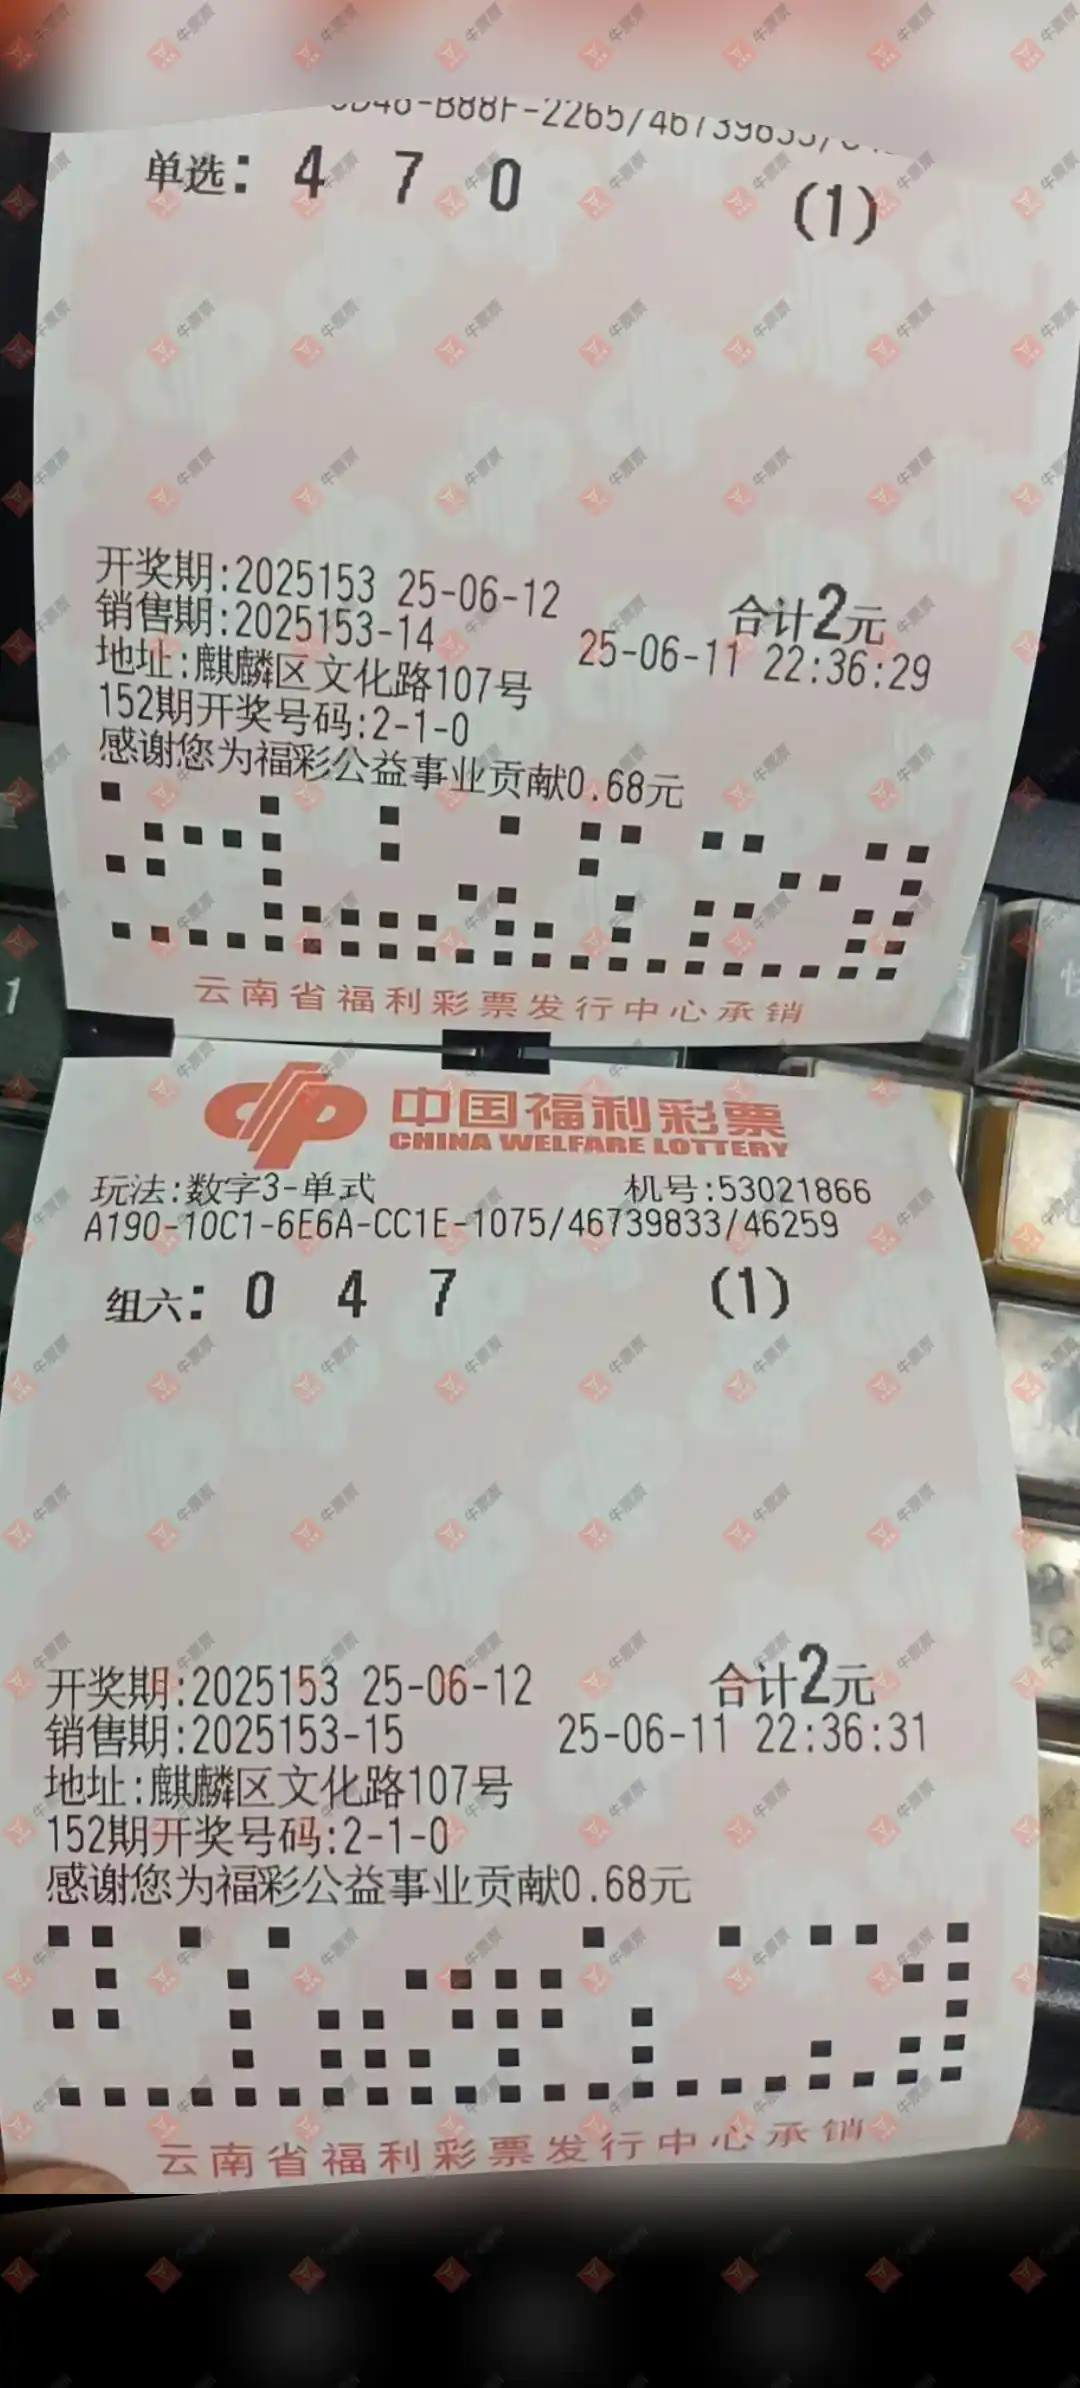 单选: 4 7 0 (1)
开奖期:2025153 25-06-12 合计2元
销售期:2025153-14 25-06-11 22:36:29
地址:麒麟区文化路107号
152期开奖号码:2-1-0
感谢您为福彩公益事业贡献0.68元
云南省福利彩票发行中心承销
中国福利彩票
CHINA WELFARE LOTTERY
玩法:数字3-单式 机号:53021866
A190-10C1-6E6A-CC1E-1075/46739833/46259
组六: 0 4 7 (1)
开奖期:2025153 25-06-12 合计2元
销售期:2025153-15 25-06-11 22:36:31
地址:麒麟区文化路107号
152期开奖号码:2-1-0
感谢您为福彩公益事业贡献0.68元
云南省福利彩票发行中心承销
牛票票